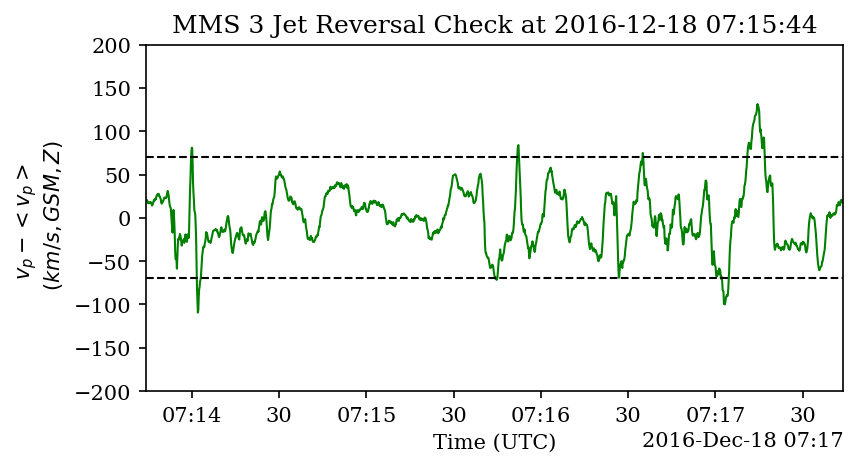 MMS 3 Jet Reversal Check at 2016-12-18 07:15:44
200
150
100
50
0
−50
−100
−150
−200
v_p − < v_p >
(km/s, GSM, Z)
07:14 30 07:15 30 07:16 30 07:17 30
Time (UTC)
2016-Dec-18 07:17